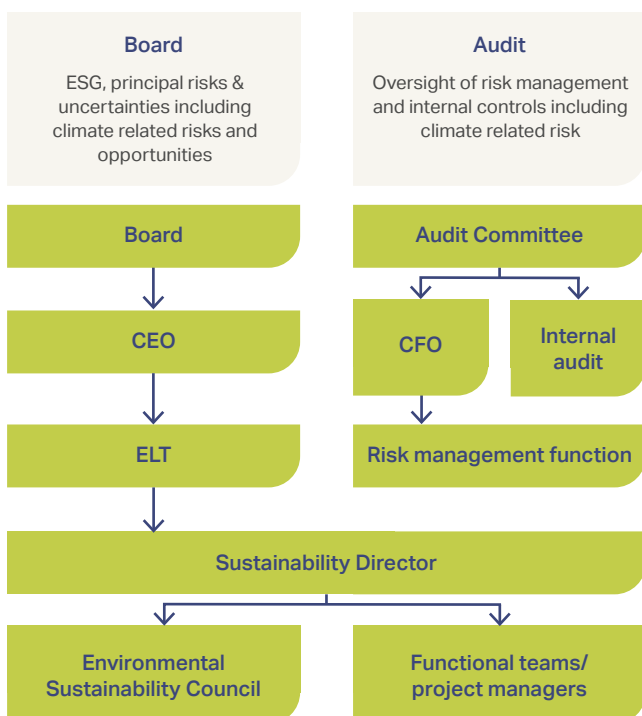 Board
ESG, principal risks &
uncertainties including
climate related risks and
opportunities
Audit
Oversight of risk management
and internal controls including
climate related risk
Board
Audit Committee
CEO
CFO
Internal
audit
ELT
Risk management function
Sustainability Director
Environmental
Sustainability Council
Functional teams/
project managers